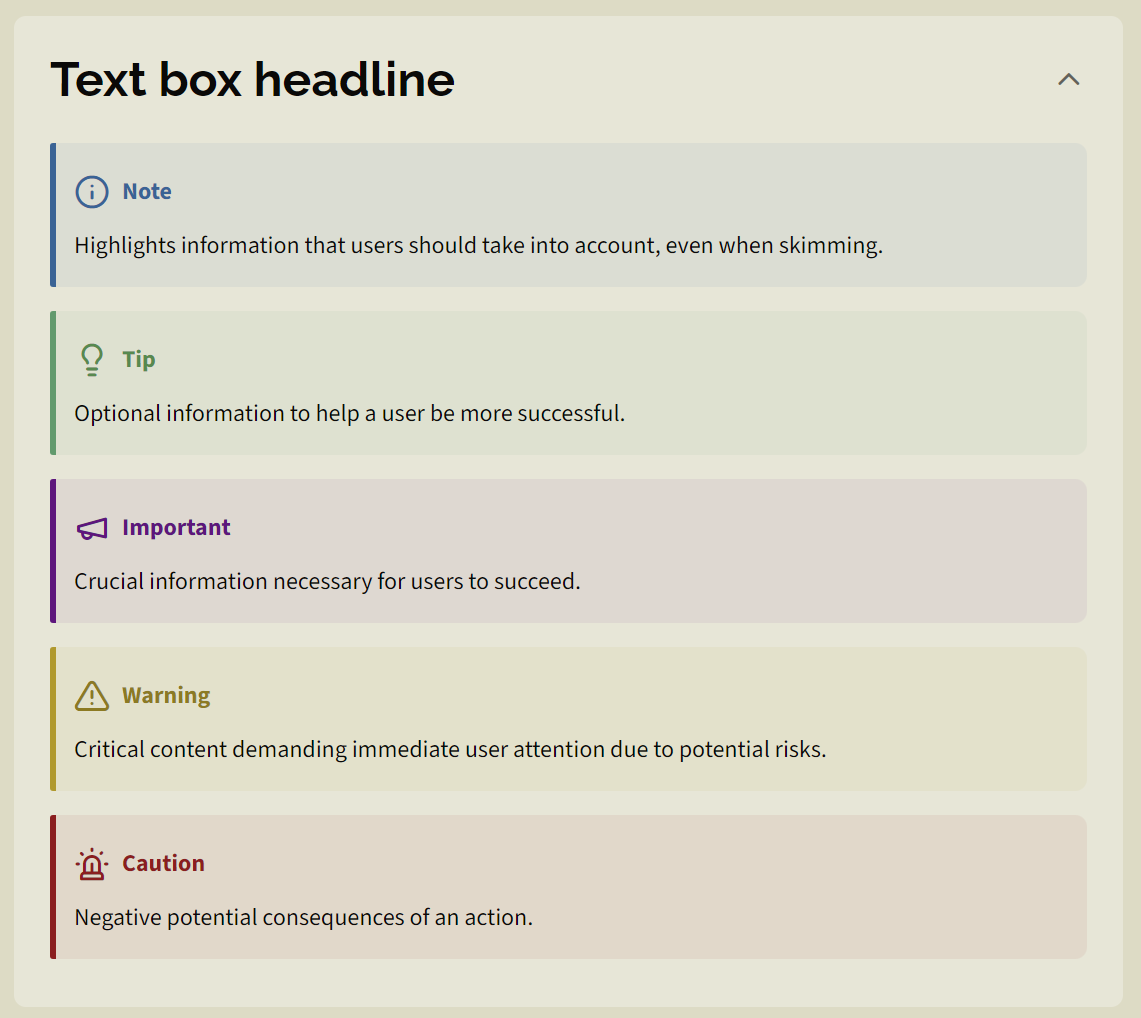 Text box headline
Note
Highlights information that users should take into account, even when skimming.
Tip
Optional information to help a user be more successful.
Important
Crucial information necessary for users to succeed.
Warning
Critical content demanding immediate user attention due to potential risks.
Caution
Negative potential consequences of an action.